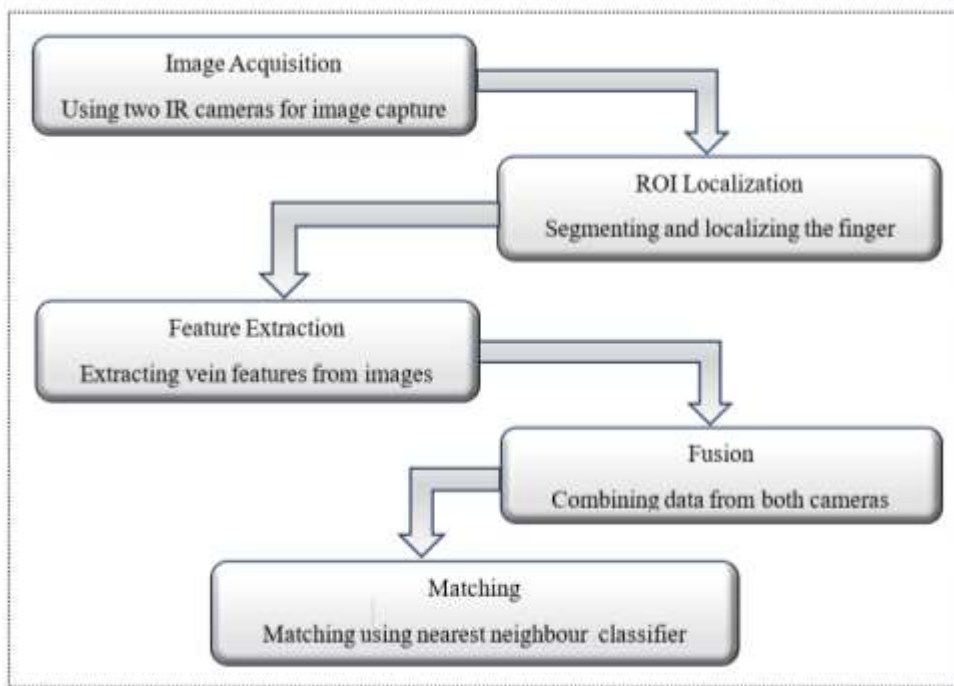 Image Acquisition
Using two IR cameras for image capture
ROI Localization
Segmenting and localizing the finger
Feature Extraction
Extracting vein features from images
Fusion
Combining data from both cameras
Matching
Matching using nearest neighbour classifier